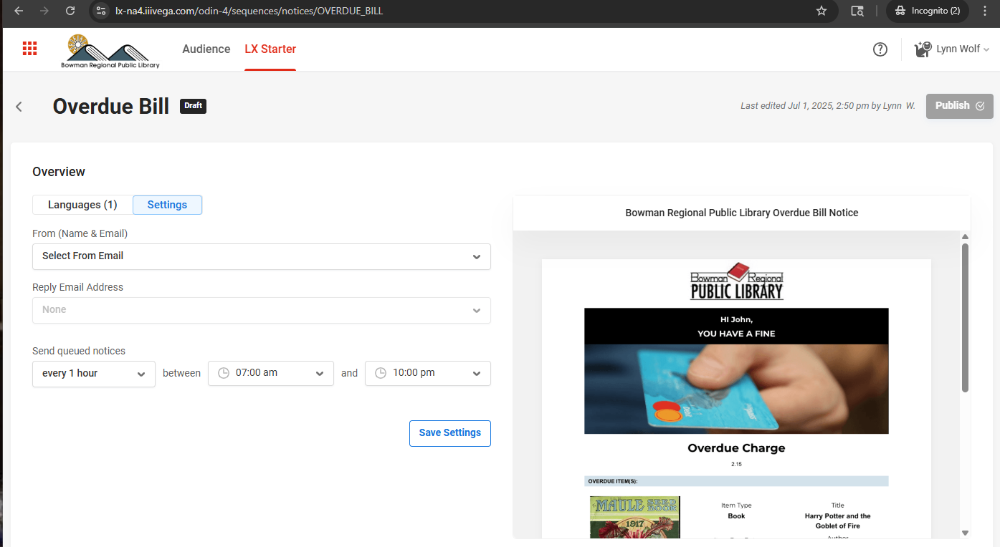 lx-na4.iiivega.com/odin-4/sequences/notices/OVERDUE_BILL
Incognito (2)
Bowman Regional Public Library
Audience
LX Starter
Lynn Wolf
Overdue Bill
Draft
Last edited Jul 1, 2025, 2:50 pm by Lynn W.
Publish
Overview
Languages (1)
Settings
From (Name & Email)
Select From Email
Reply Email Address
None
Send queued notices
every 1 hour
between
07:00 am
and
10:00 pm
Save Settings
Bowman Regional Public Library Overdue Bill Notice
Bowman Regional
PUBLIC LIBRARY
HI John,
YOU HAVE A FINE
Debit
Overdue Charge
2.15
OVERDUE ITEM(S):
MAULE SEED
BOOK
1917
Item Type
Book
Title
Harry Potter and the
Goblet of Fire
Author